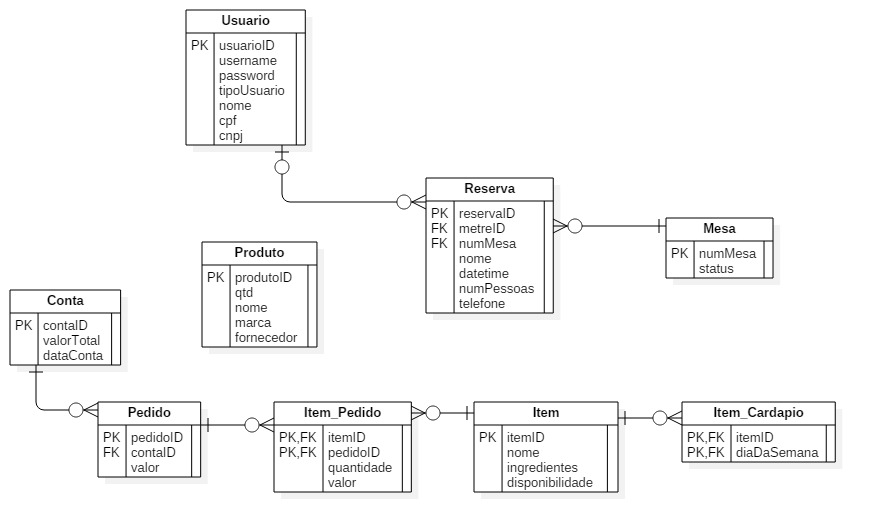 Usuario
PK usuarioID
username
password
tipoUsuario
nome
cpf
cnpj
Reserva
PK reservaID
FK metreID
FK numMesa
nome
datetime
numPessoas
telefone
Mesa
PK numMesa
status
Produto
PK produtoID
qtd
nome
marca
fornecedor
Conta
PK contaID
valorTotal
dataConta
Pedido
PK pedidoID
FK contaID
valor
Item_Pedido
PK,FK itemID
PK,FK pedidoID
quantidade
valor
Item
PK itemID
nome
ingredientes
disponibilidade
Item_Cardapio
PK,FK itemID
PK,FK diaDaSemana